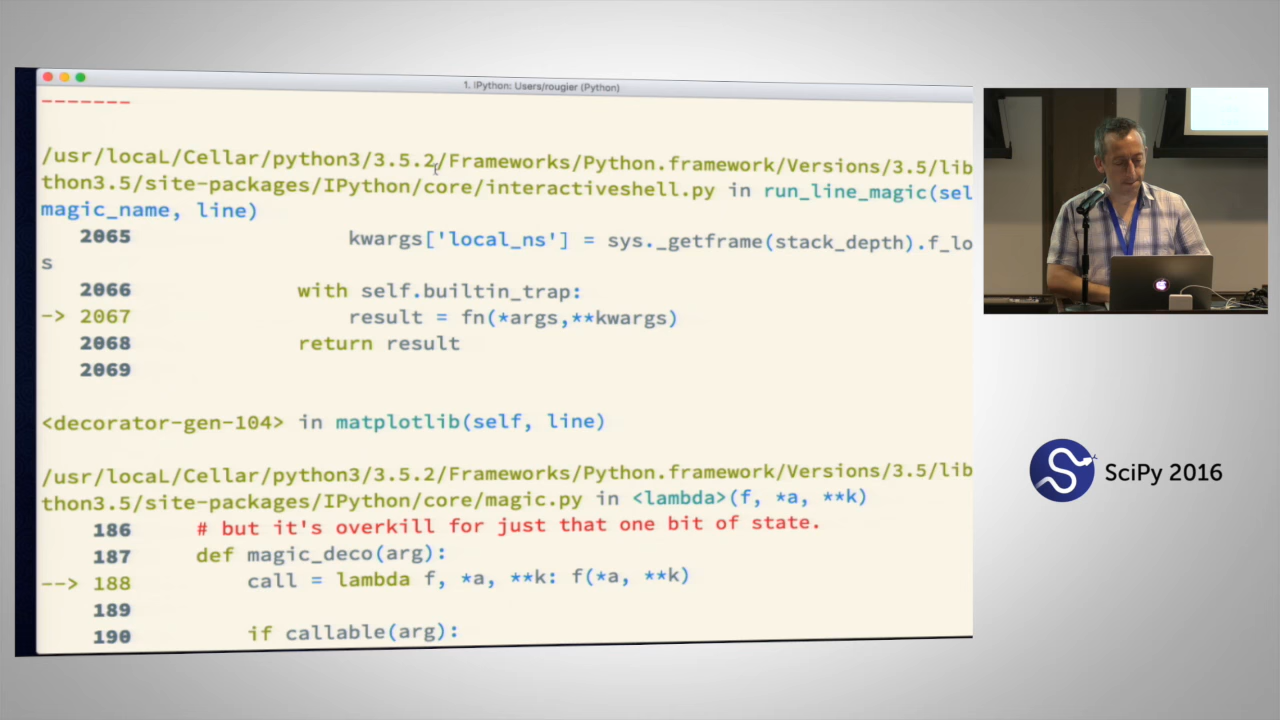 1. IPython: Users/rougier (Python)
-------
/usr/locaL/Cellar/python3/3.5.2/Frameworks/Python.framework/Versions/3.5/lib
thon3.5/site-packages/IPython/core/interactiveshell.py in run_line_magic(sel
magic_name, line)
2065 kwargs['local_ns'] = sys._getframe(stack_depth).f_lo
s
2066 with self.builtin_trap:
-> 2067 result = fn(*args,**kwargs)
2068 return result
2069
<decorator-gen-104> in matplotlib(self, line)
/usr/locaL/Cellar/python3/3.5.2/Frameworks/Python.framework/Versions/3.5/lib
thon3.5/site-packages/IPython/core/magic.py in <lambda>(f, *a, **k)
186 # but it's overkill for just that one bit of state.
187 def magic_deco(arg):
--> 188 call = lambda f, *a, **k: f(*a, **k)
189
190 if callable(arg):
SciPy 2016